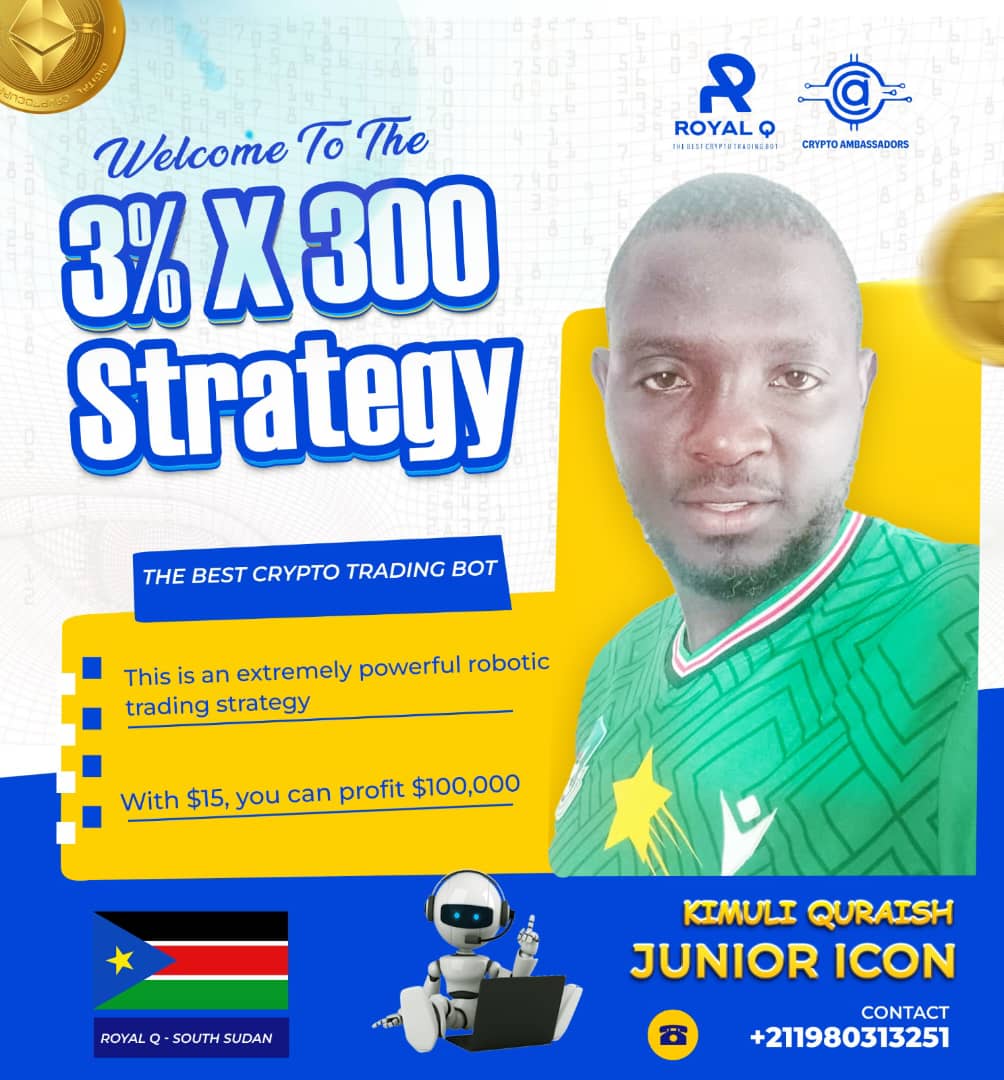 ROYAL Q
THE BEST CRYPTO TRADING BOT
CRYPTO AMBASSADORS
Welcome To The
3% X 300
Strategy
THE BEST CRYPTO TRADING BOT
This is an extremely powerful robotic
trading strategy
With $15, you can profit $100,000
ROYAL Q - SOUTH SUDAN
KIMULI QURAISH
JUNIOR ICON
CONTACT
+211980313251